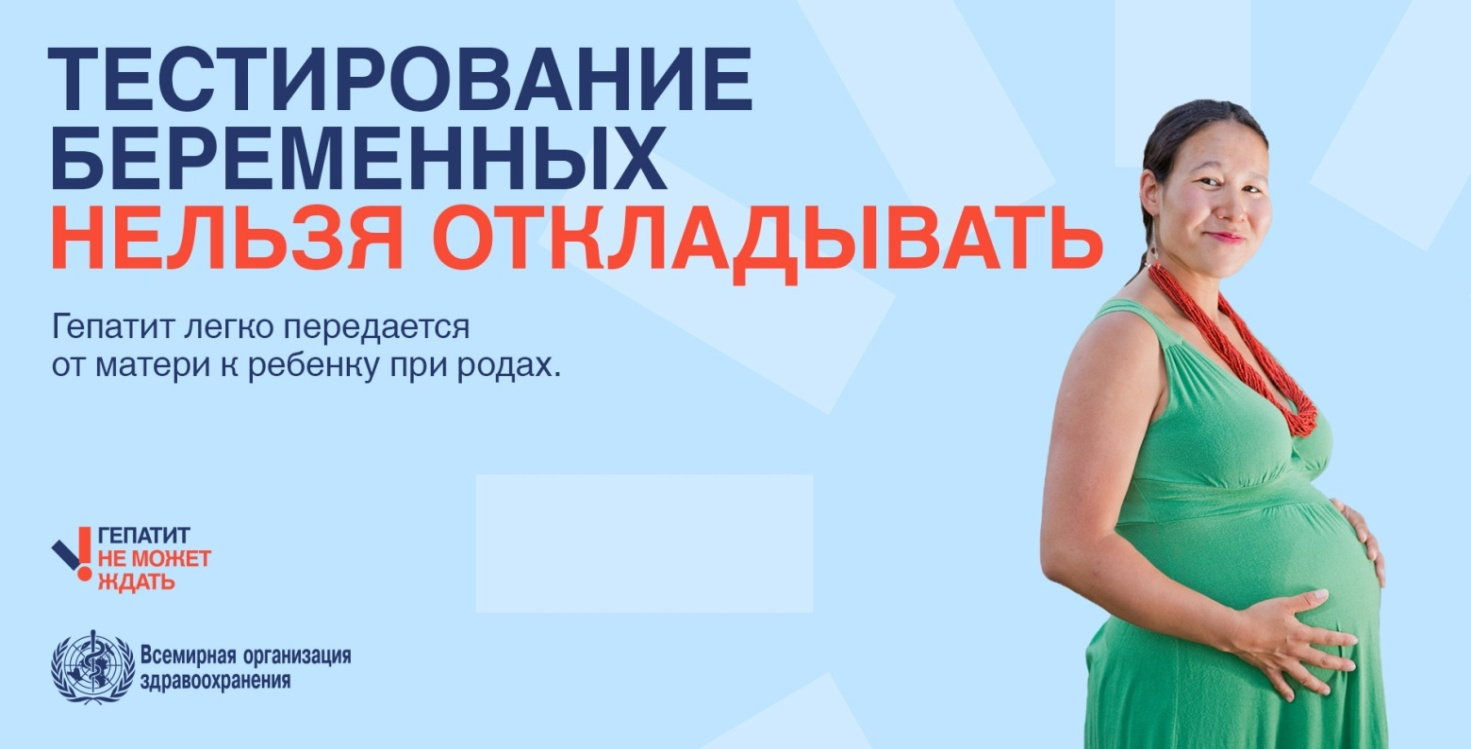 ТЕСТИРОВАНИЕ
БЕРЕМЕННЫХ
НЕЛЬЗЯ ОТКЛАДЫВАТЬ
Гепатит легко передается
от матери к ребенку при родах.
ГЕПАТИТ
НЕ МОЖЕТ
ЖДАТЬ
Всемирная организация
здравоохранения